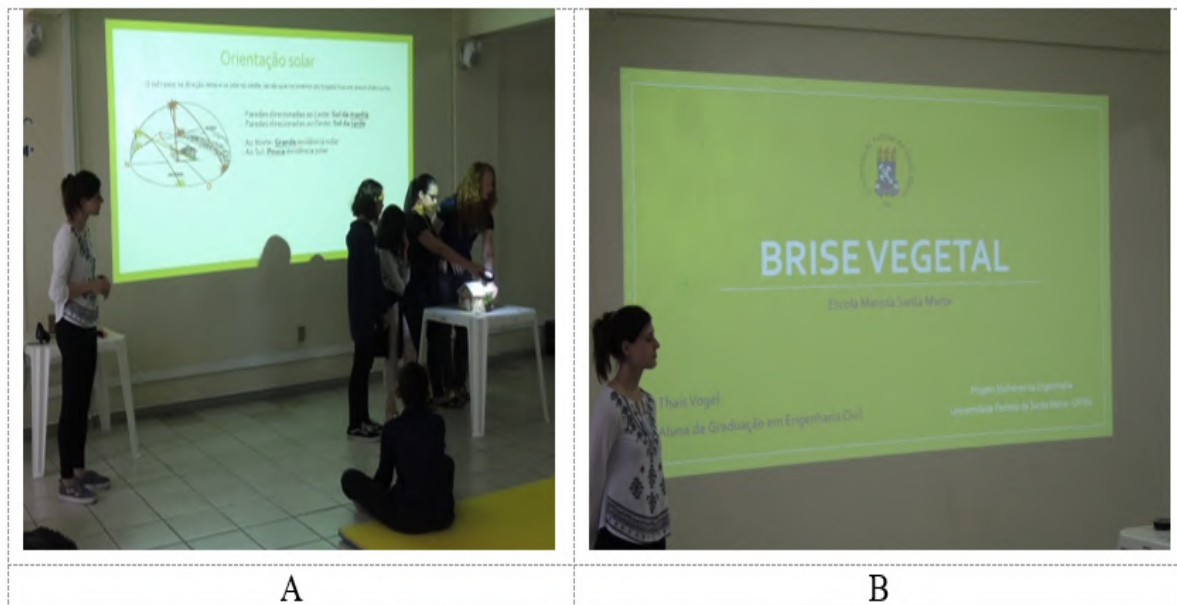 Orientação solar
Paredes direcionadas ao Leste: Sol da manhã
Paredes direcionadas ao Oeste: Sol da tarde
Ao Norte: Grande incidência solar
Ao Sul: Pouca incidência solar
BRISE VEGETAL
Escola Marista Santa Marta
Thaís Vogel
Aluna de Graduação em Engenharia Civil
Projeto Mulheres na Engenharia
Universidade Federal de Santa Maria - UFSM
A
B